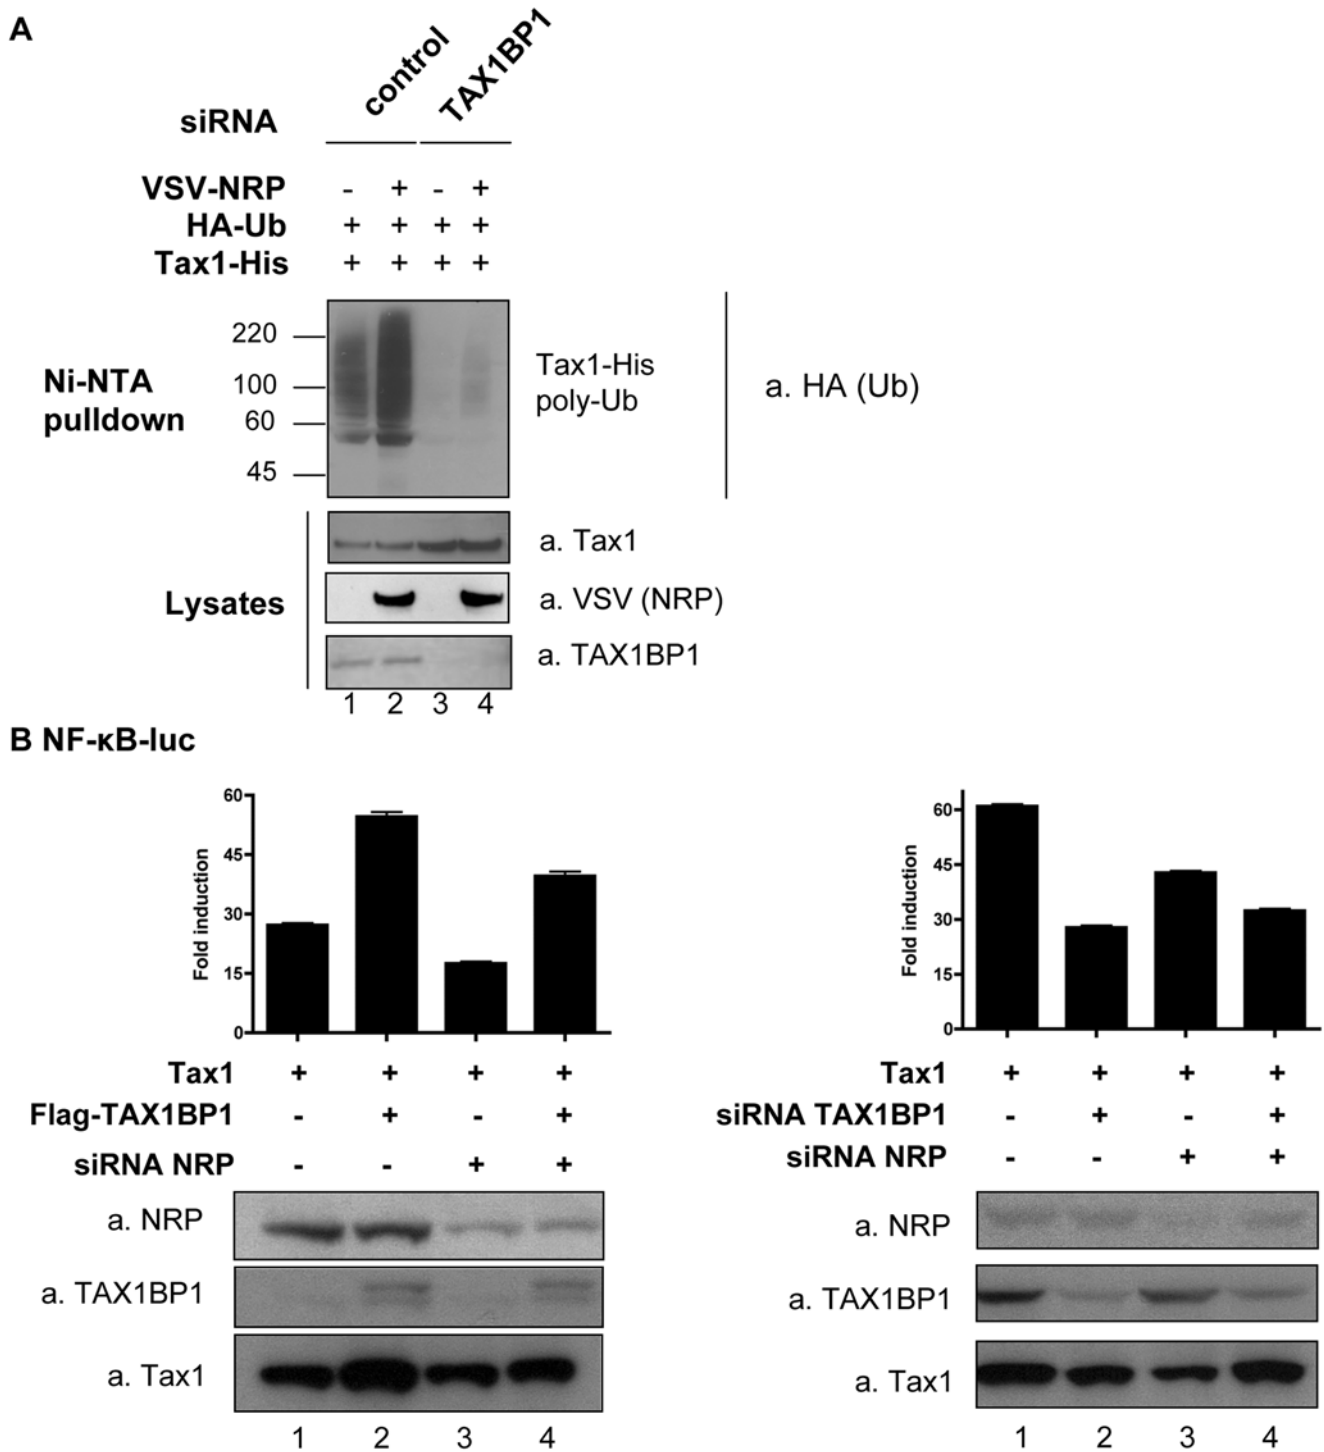 A
control
TAX1BP1
siRNA
VSV-NRP - + - +
HA-Ub + + + +
Tax1-His + + + +
220
100
60
45
Ni-NTA
pulldown
Tax1-His
poly-Ub
a. HA (Ub)
Lysates
a. Tax1
a. VSV (NRP)
a. TAX1BP1
1 2 3 4
B NF-κB-luc
60
45
30
15
0
Fold induction
Tax1 + + + +
Flag-TAX1BP1 - + - +
siRNA NRP - - + +
a. NRP
a. TAX1BP1
a. Tax1
1 2 3 4
60
45
30
15
0
Fold induction
Tax1 + + + +
siRNA TAX1BP1 - + - +
siRNA NRP - - + +
a. NRP
a. TAX1BP1
a. Tax1
1 2 3 4